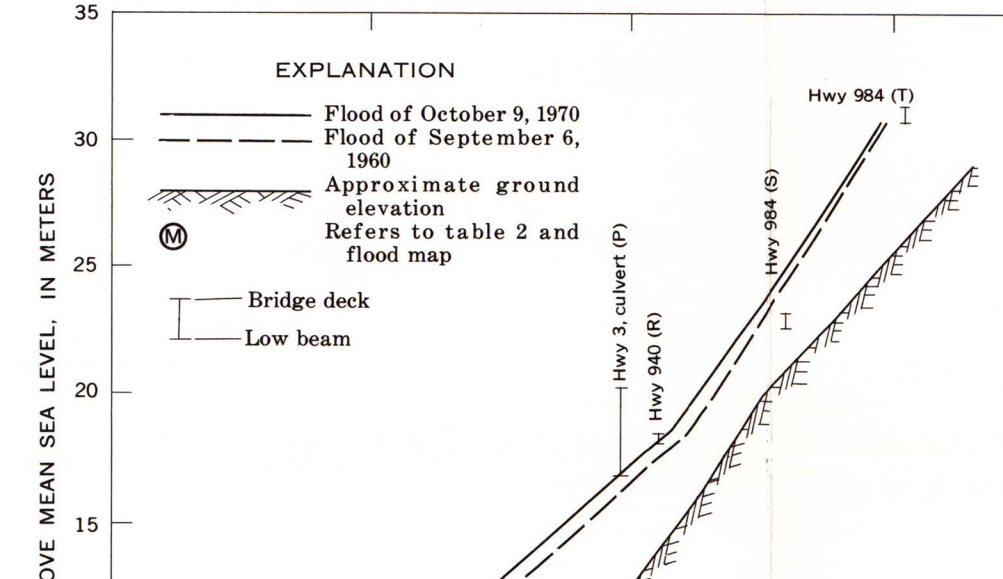 35
EXPLANATION
Flood of October 9, 1970
Flood of September 6,
1960
Approximate ground
elevation
M
Refers to table 2 and
flood map
Bridge deck
Low beam
30
25
20
15
MEAN SEA LEVEL, IN METERS
Hwy 3, culvert (P)
Hwy 940 (R)
Hwy 984 (S)
Hwy 984 (T)